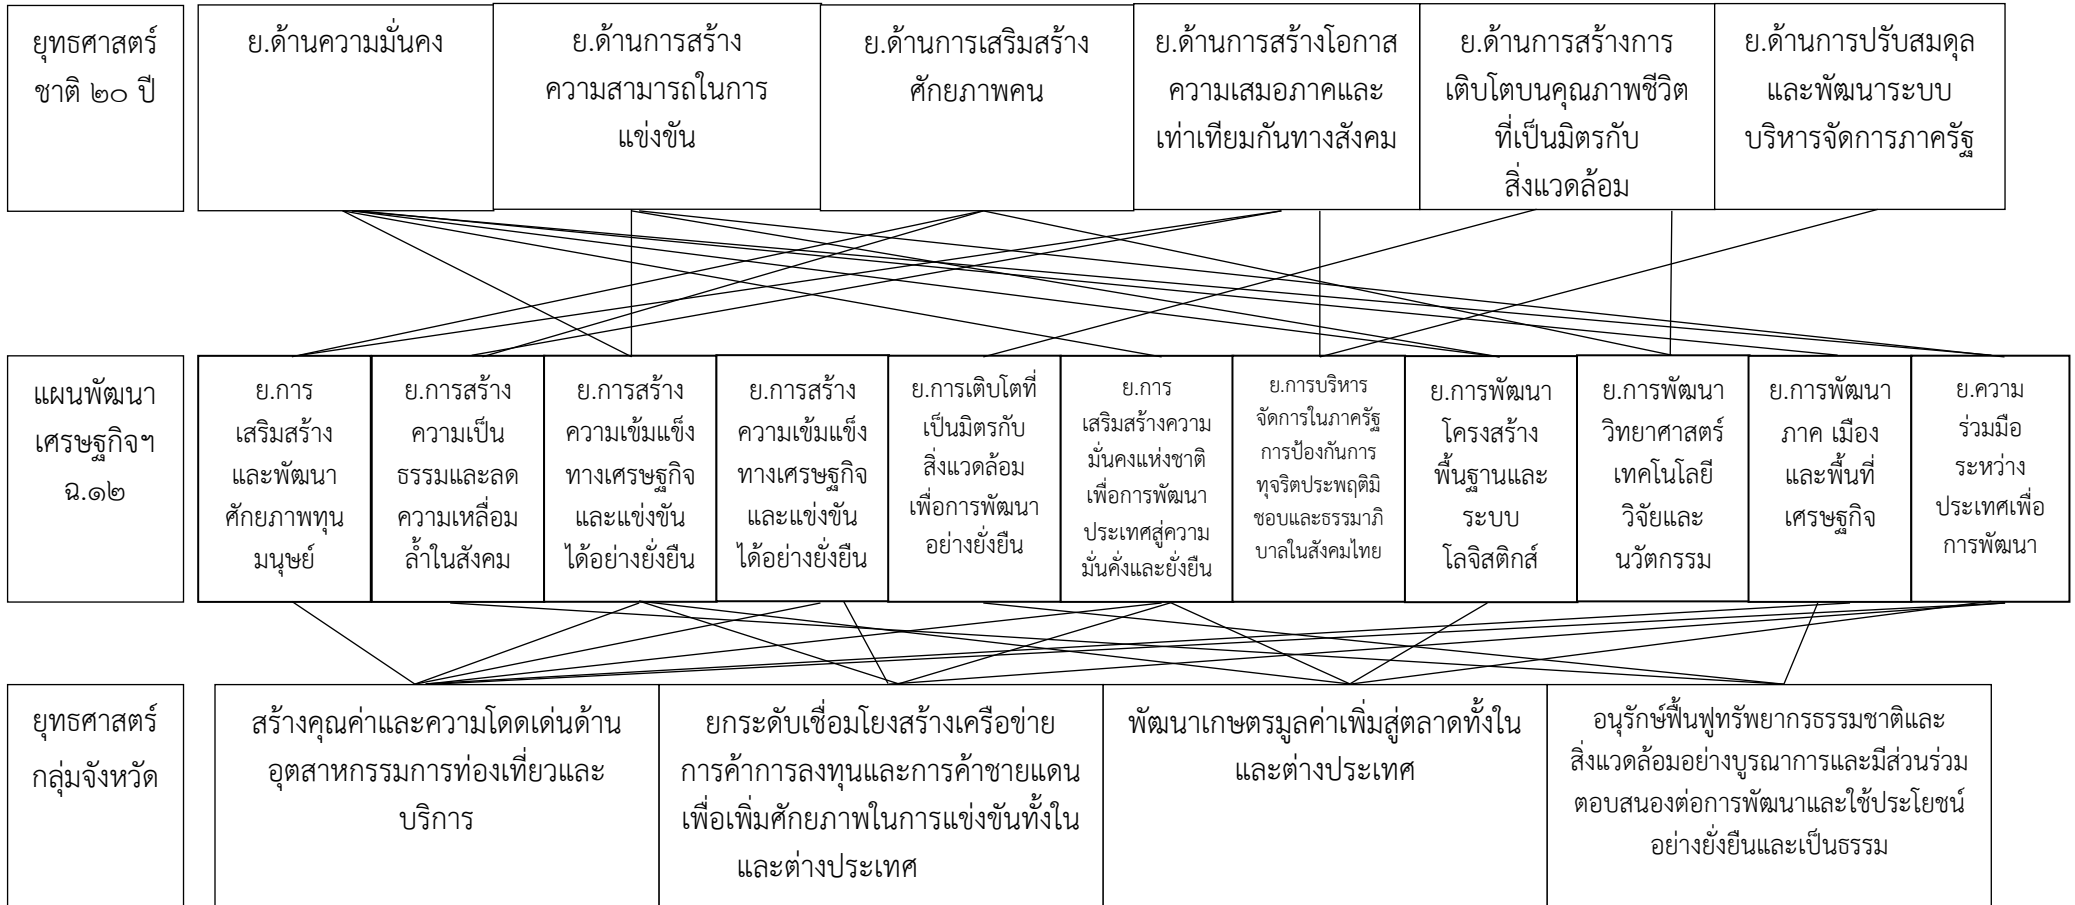 ยุทธศาสตร์
ชาติ ๒๐ ปี
ย.ด้านความมั่นคง
ย.ด้านการสร้าง
ความสามารถในการ
แข่งขัน
ย.ด้านการเสริมสร้าง
ศักยภาพคน
ย.ด้านการสร้างโอกาส
ความเสมอภาคและ
เท่าเทียมกันทางสังคม
ย.ด้านการสร้างการ
เติบโตบนคุณภาพชีวิต
ที่เป็นมิตรกับ
สิ่งแวดล้อม
ย.ด้านการปรับสมดุล
และพัฒนาระบบ
บริหารจัดการภาครัฐ
แผนพัฒนา
เศรษฐกิจฯ
ฉ.๑๒
ย.การ
เสริมสร้าง
และพัฒนา
ศักยภาพทุน
มนุษย์
ย.การสร้าง
ความเป็น
ธรรมและลด
ความเหลื่อม
ล้ำในสังคม
ย.การสร้าง
ความเข้มแข็ง
ทางเศรษฐกิจ
และแข่งขัน
ได้อย่างยั่งยืน
ย.การสร้าง
ความเข้มแข็ง
ทางเศรษฐกิจ
และแข่งขัน
ได้อย่างยั่งยืน
ย.การเติบโตที่
เป็นมิตรกับ
สิ่งแวดล้อม
เพื่อการพัฒนา
อย่างยั่งยืน
ย.การ
เสริมสร้างความ
มั่นคงแห่งชาติ
เพื่อการพัฒนา
ประเทศสู่ความ
มั่นคั่งและยั่งยืน
ย.การบริหาร
จัดการในภาครัฐ
การป้องกันการ
ทุจริตประพฤติมิ
ชอบและธรรมาภิ
บาลในสังคมไทย
ย.การพัฒนา
โครงสร้าง
พื้นฐานและ
ระบบ
โลจิสติกส์
ย.การพัฒนา
วิทยาศาสตร์
เทคโนโลยี
วิจัยและ
นวัตกรรม
ย.การพัฒนา
ภาค เมือง
และพื้นที่
เศรษฐกิจ
ย.ความ
ร่วมมือ
ระหว่าง
ประเทศเพื่อ
การพัฒนา
ยุทธศาสตร์
กลุ่มจังหวัด
สร้างคุณค่าและความโดดเด่นด้าน
อุตสาหกรรมการท่องเที่ยวและ
บริการ
ยกระดับเชื่อมโยงสร้างเครือข่าย
การค้าการลงทุนและการค้าชายแดน
เพื่อเพิ่มศักยภาพในการแข่งขันทั้งใน
และต่างประเทศ
พัฒนาเกษตรมูลค่าเพิ่มสู่ตลาดทั้งใน
และต่างประเทศ
อนุรักษ์ฟื้นฟูทรัพยากรธรรมชาติและ
สิ่งแวดล้อมอย่างบูรณาการและมีส่วนร่วม
ตอบสนองต่อการพัฒนาและใช้ประโยชน์
อย่างยั่งยืนและเป็นธรรม